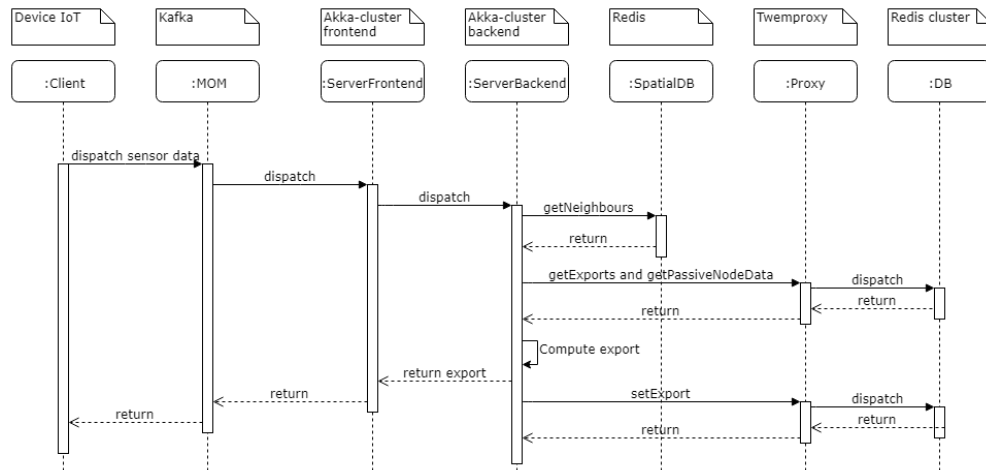 Device IoT
Kafka
Akka-cluster
frontend
Akka-cluster
backend
Redis
Twemproxy
Redis cluster
:Client
:MOM
:ServerFrontend
:ServerBackend
:SpatialDB
:Proxy
:DB
dispatch sensor data
dispatch
dispatch
getNeighbours
return
getExports and getPassiveNodeData
dispatch
return
return
Compute export
return export
return
return
setExport
dispatch
return
return